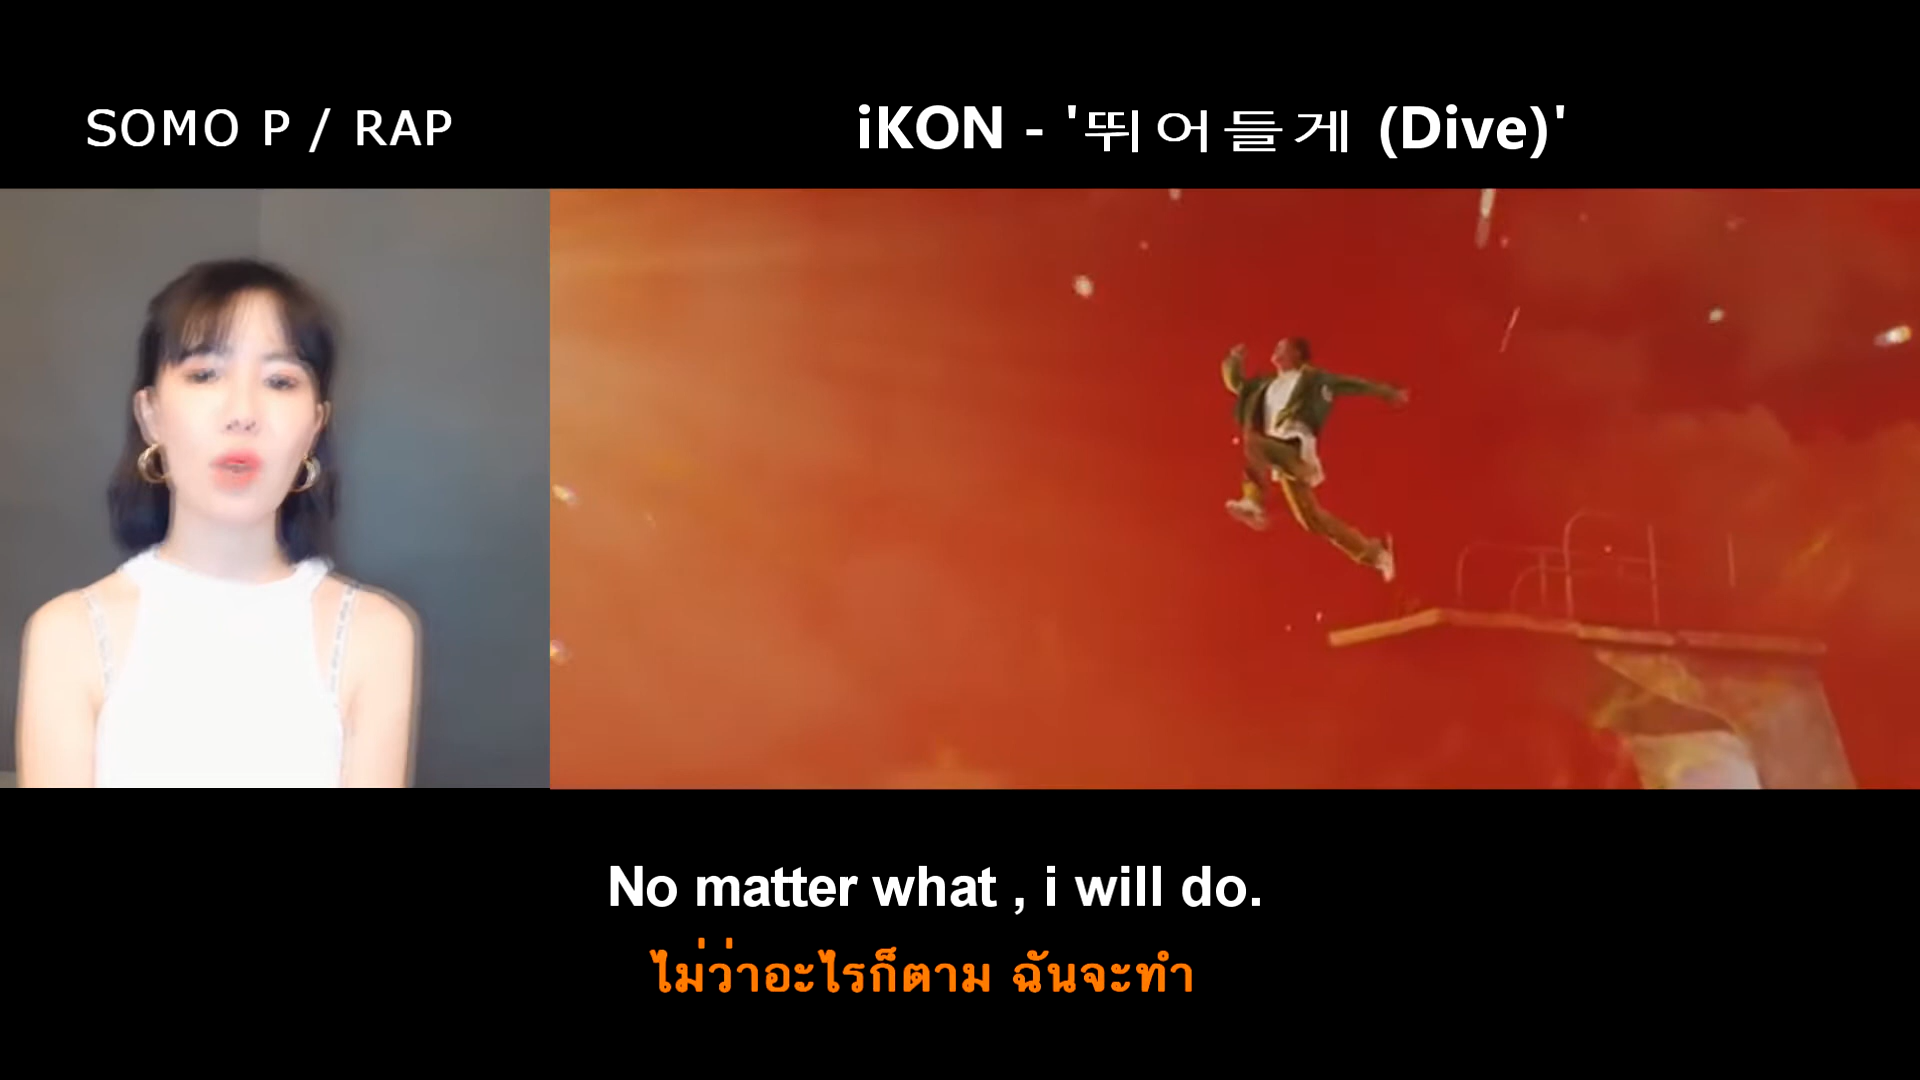 SOMO P / RAP
iKON - '뛰어들게 (Dive)'
No matter what , i will do.
ไม่ว่าอะไรก็ตาม ฉันจะทำ